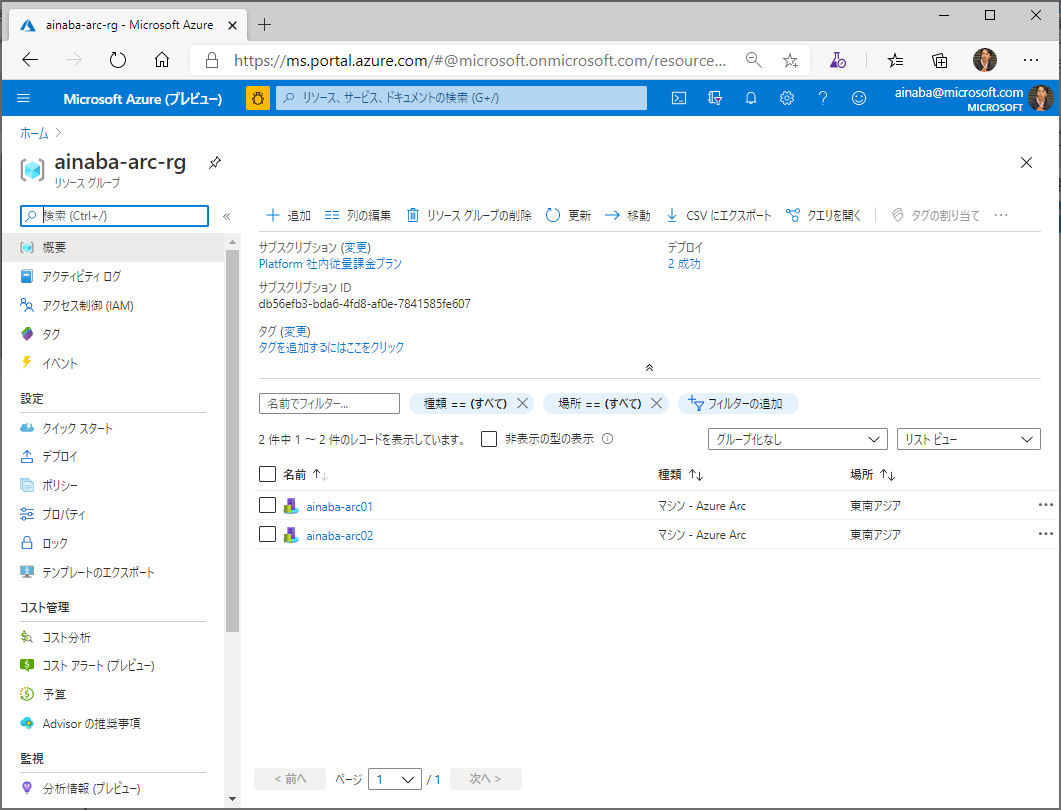 ainaba-arc-rg - Microsoft Azure
https://ms.portal.azure.com/#@microsoft.onmicrosoft.com/resource...
Microsoft Azure (プレビュー)
リソース、サービス、ドキュメントの検索 (G+/)
ainaba@microsoft.com
MICROSOFT
ホーム
ainaba-arc-rg
リソース グループ
検索 (Ctrl+/)
追加
列の編集
リソース グループの削除
更新
移動
CSV にエクスポート
クエリを開く
タグの割り当て
概要
アクティビティ ログ
アクセス制御 (IAM)
タグ
イベント
設定
クイック スタート
デプロイ
ポリシー
プロパティ
ロック
テンプレートのエクスポート
コスト管理
コスト分析
コスト アラート (プレビュー)
予算
Advisor の推奨事項
監視
分析情報 (プレビュー)
サブスクリプション (変更)
Platform 社内従量課金プラン
サブスクリプション ID
db56efb3-bda6-4fd8-af0e-7841585fe607
タグ (変更)
タグを追加するにはここをクリック
デプロイ
2 成功
名前でフィルター...
種類 == (すべて)
場所 == (すべて)
フィルターの追加
2 件中 1 ～ 2 件のレコードを表示しています。
非表示の型の表示
グループ化なし
リスト ビュー
名前 種類 場所
ainaba-arc01 マシン - Azure Arc 東南アジア
ainaba-arc02 マシン - Azure Arc 東南アジア
< 前へ ページ 1 / 1 次へ >